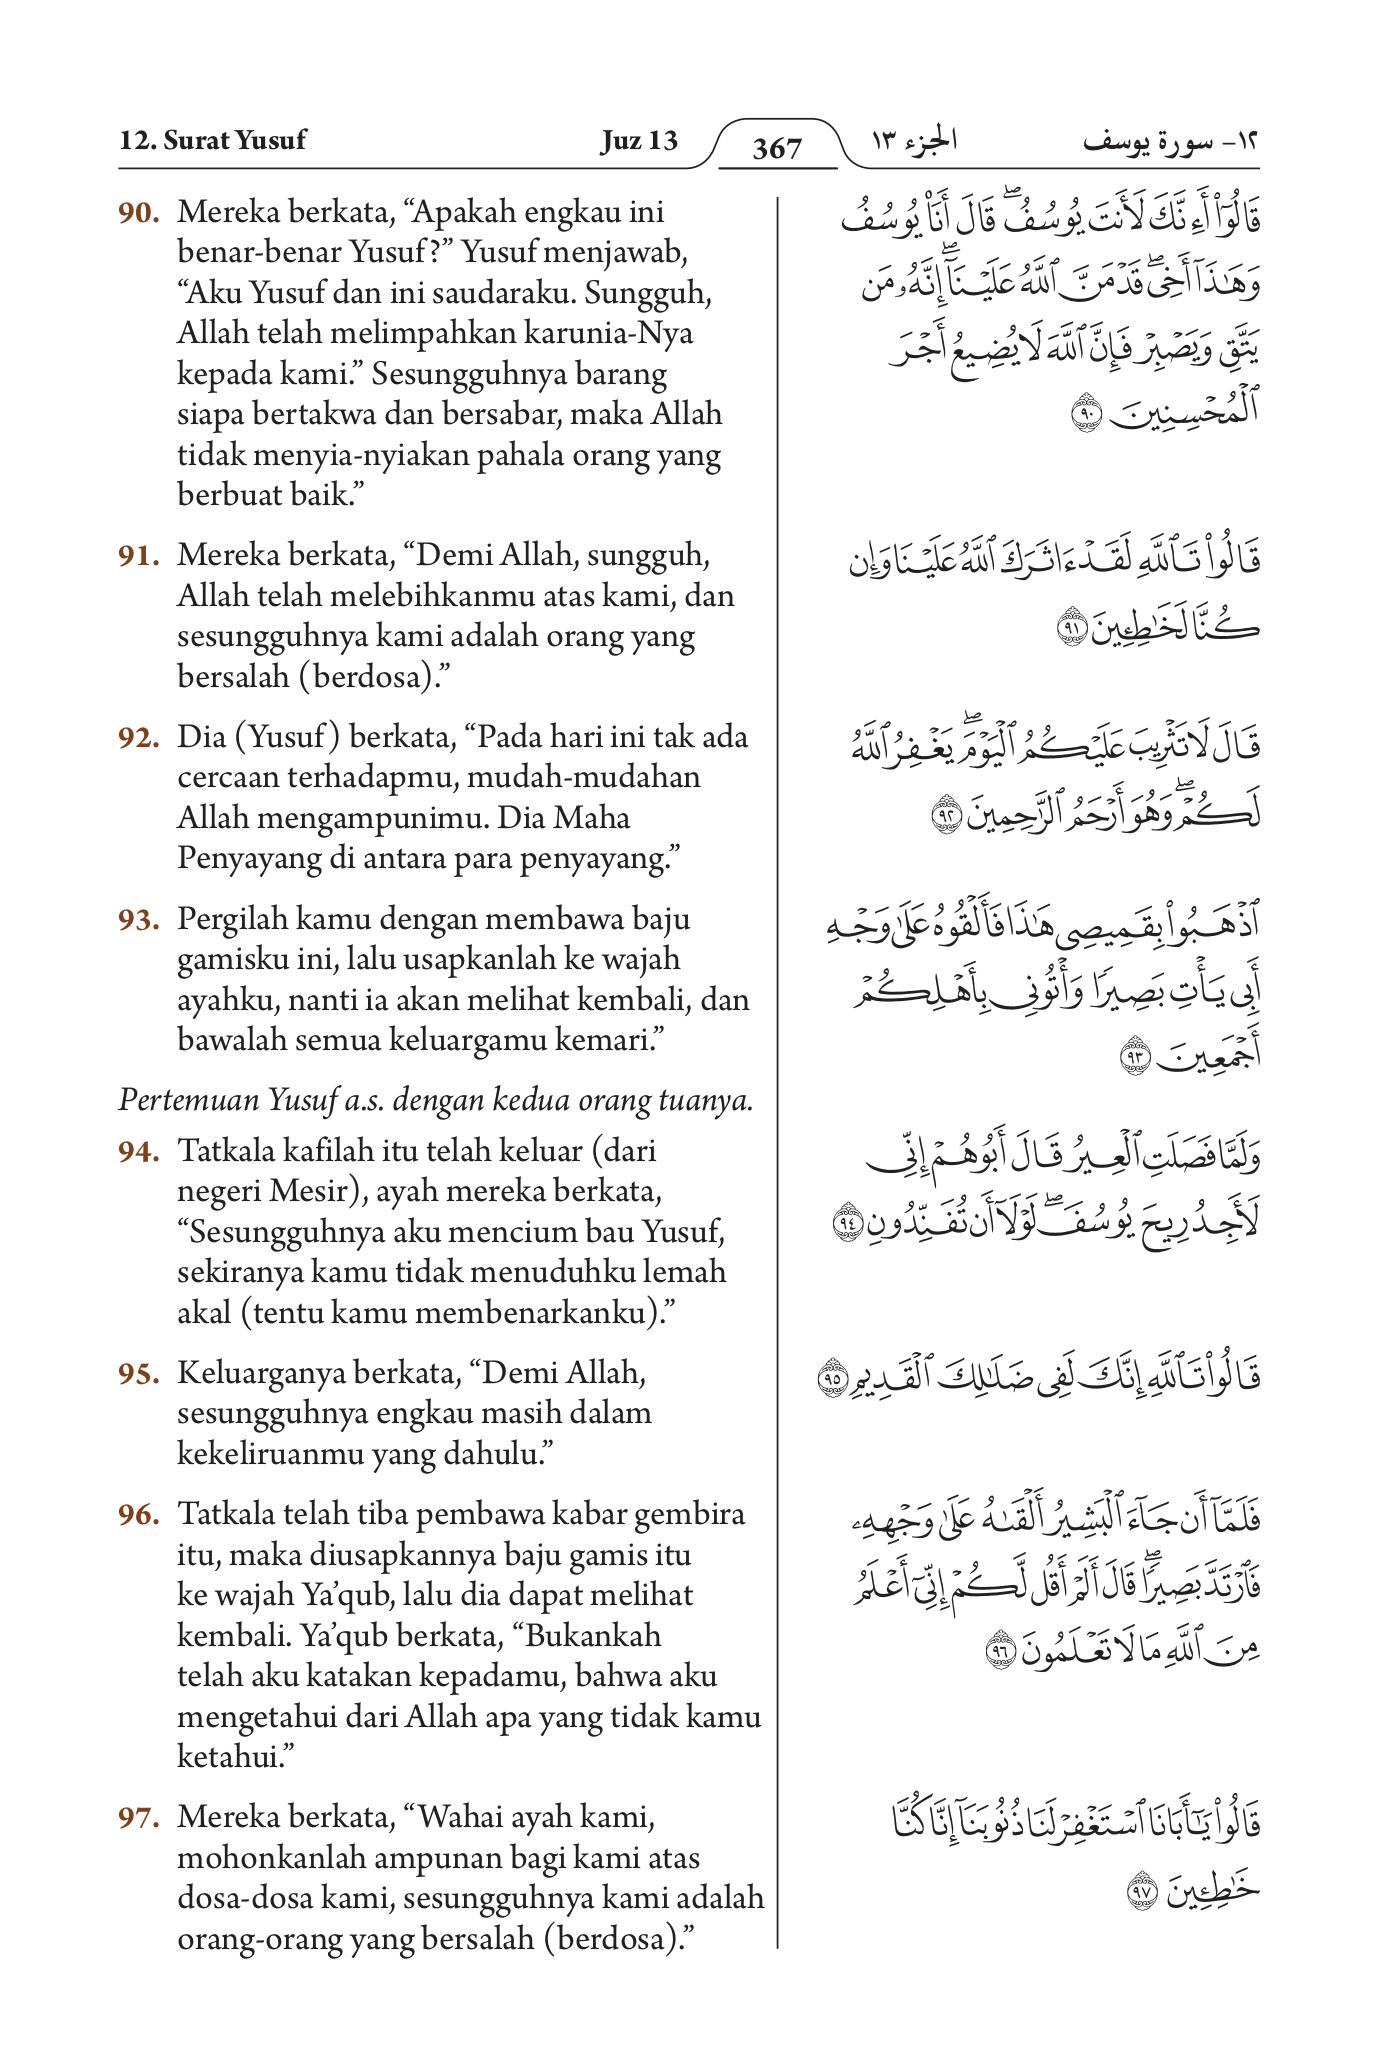 12. Surat Yusuf
Juz 13
367
الجزء ١٣
١٢- سورة يوسف
90. Mereka berkata, “Apakah engkau ini
benar-benar Yusuf?” Yusuf menjawab,
“Aku Yusuf dan ini saudaraku. Sungguh,
Allah telah melimpahkan karunia-Nya
kepada kami.” Sesungguhnya barang
siapa bertakwa dan bersabar, maka Allah
tidak menyia-nyiakan pahala orang yang
berbuat baik.”
قَالُوٓا۟ أَءِنَّكَ لَأَنتَ يُوسُفُ ۖ قَالَ أَنَا۠ يُوسُفُ
وَهَـٰذَآ أَخِى ۖ قَدْ مَنَّ ٱللَّهُ عَلَيْنَآ ۖ إِنَّهُۥ مَن
يَتَّقِ وَيَصْبِرْ فَإِنَّ ٱللَّهَ لَا يُضِيعُ أَجْرَ
ٱلْمُحْسِنِينَ ٩٠
91. Mereka berkata, “Demi Allah, sungguh,
Allah telah melebihkanmu atas kami, dan
sesungguhnya kami adalah orang yang
bersalah (berdosa).”
قَالُوا۟ تَٱللَّهِ لَقَدْ ءَاثَرَكَ ٱللَّهُ عَلَيْنَا وَإِن
كُنَّا لَخَـٰطِـِٔينَ ٩١
92. Dia (Yusuf) berkata, “Pada hari ini tak ada
cercaan terhadapmu, mudah-mudahan
Allah mengampunimu. Dia Maha
Penyayang di antara para penyayang.”
قَالَ لَا تَثْرِيبَ عَلَيْكُمُ ٱلْيَوْمَ ۖ يَغْفِرُ ٱللَّهُ
لَكُمْ ۖ وَهُوَ أَرْحَمُ ٱلرَّٰحِمِينَ ٩٢
93. Pergilah kamu dengan membawa baju
gamisku ini, lalu usapkanlah ke wajah
ayahku, nanti ia akan melihat kembali, dan
bawalah semua keluargamu kemari.”
ٱذْهَبُوا۟ بِقَمِيصِى هَـٰذَا فَأَلْقُوهُ عَلَىٰ وَجْهِ
أَبِى يَأْتِ بَصِيرًا وَأْتُونِى بِأَهْلِكُمْ
أَجْمَعِينَ ٩٣
Pertemuan Yusuf a.s. dengan kedua orang tuanya.
94. Tatkala kafilah itu telah keluar (dari
negeri Mesir), ayah mereka berkata,
“Sesungguhnya aku mencium bau Yusuf,
sekiranya kamu tidak menuduhku lemah
akal (tentu kamu membenarkanku).”
وَلَمَّا فَصَلَتِ ٱلْعِيرُ قَالَ أَبُوهُمْ إِنِّى
لَأَجِدُ رِيحَ يُوسُفَ ۖ لَوْلَآ أَن تُفَنِّدُونِ ٩٤
95. Keluarganya berkata, “Demi Allah,
sesungguhnya engkau masih dalam
kekeliruanmu yang dahulu.”
قَالُوا۟ تَٱللَّهِ إِنَّكَ لَفِى ضَلَـٰلِكَ ٱلْقَدِيمِ ٩٥
96. Tatkala telah tiba pembawa kabar gembira
itu, maka diusapkannya baju gamis itu
ke wajah Ya’qub, lalu dia dapat melihat
kembali. Ya’qub berkata, “Bukankah
telah aku katakan kepadamu, bahwa aku
mengetahui dari Allah apa yang tidak kamu
ketahui.”
فَلَمَّآ أَن جَآءَ ٱلْبَشِيرُ أَلْقَىٰهُ عَلَىٰ وَجْهِهِۦ
فَٱرْتَدَّ بَصِيرًا ۖ قَالَ أَلَمْ أَقُل لَّكُمْ إِنِّىٓ أَعْلَمُ
مِنَ ٱللَّهِ مَا لَا تَعْلَمُونَ ٩٦
97. Mereka berkata, “Wahai ayah kami,
mohonkanlah ampunan bagi kami atas
dosa-dosa kami, sesungguhnya kami adalah
orang-orang yang bersalah (berdosa).”
قَالُوا۟ يَـٰٓأَبَانَا ٱسْتَغْفِرْ لَنَا ذُنُوبَنَآ إِنَّا كُنَّا
خَـٰطِـِٔينَ ٩٧